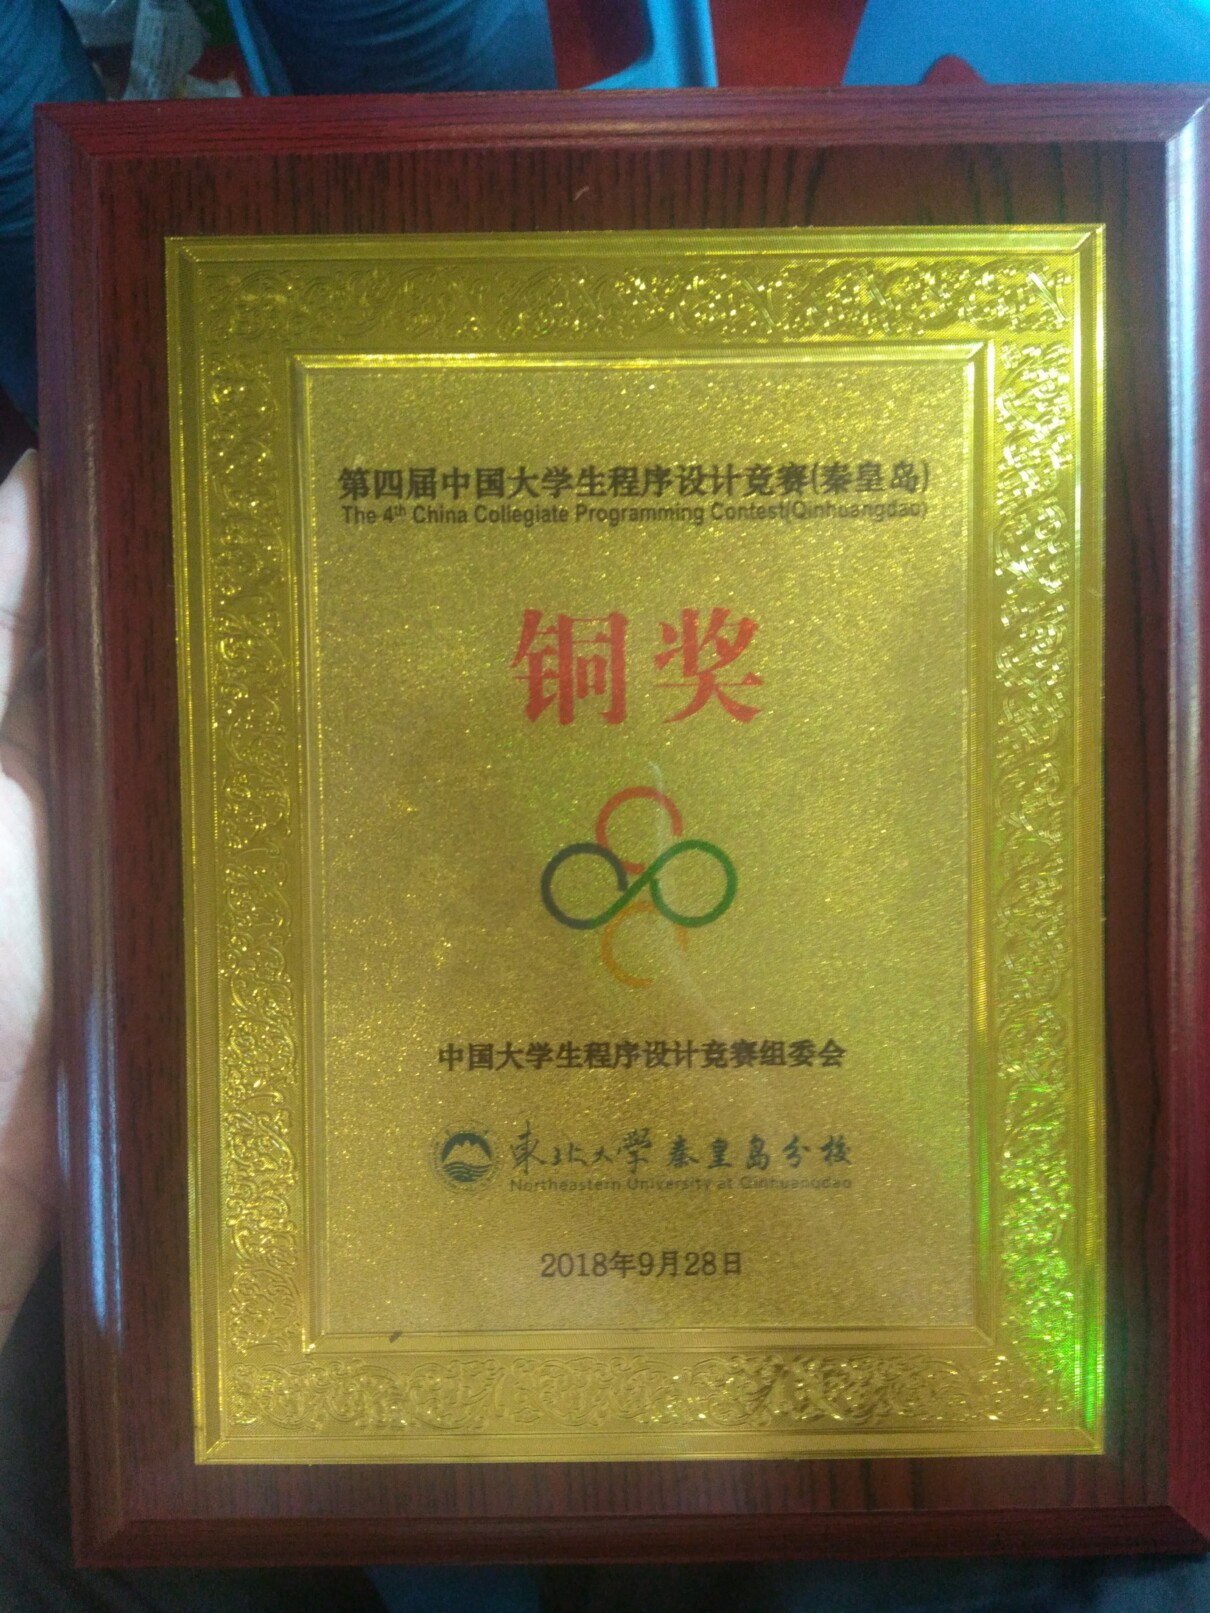 第四届中国大学生程序设计竞赛(秦皇岛)
The 4th China Collegiate Programming Contest(Qinhuangdao)
铜奖
中国大学生程序设计竞赛组委会
東北大學 秦皇島分校
Northeastern University at Qinhuangdao
2018年9月28日